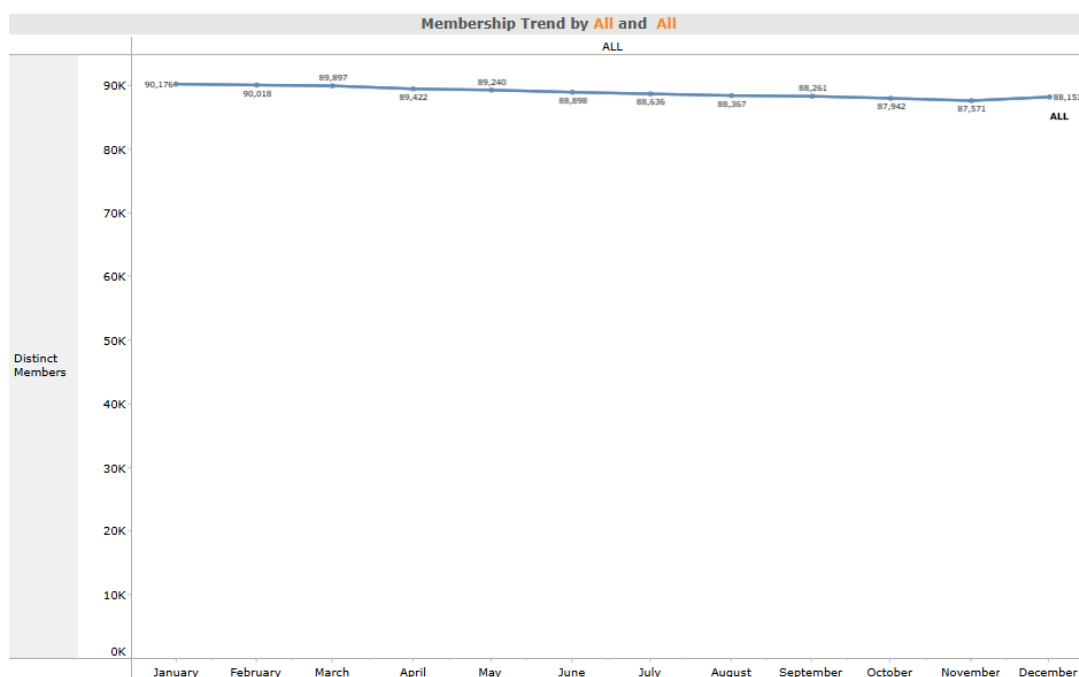 Membership Trend by All and All
ALL
90K
80K
70K
60K
50K
40K
30K
20K
10K
0K
Distinct
Members
90,176
90,018
89,897
89,422
89,240
88,898
88,636
88,367
88,261
87,942
87,571
ALL
January February March April May June July August September October November December